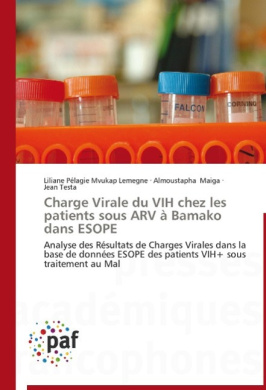 FALCON
CORNING
Liliane Pélagie Mvukap Lemegne · Almoustapha Maiga ·
Jean Testa
Charge Virale du VIH chez les
patients sous ARV à Bamako
dans ESOPE
Analyse des Résultats de Charges Virales dans la
base de données ESOPE des patients VIH+ sous
traitement au Mal
presses
académiques
francophones
paf